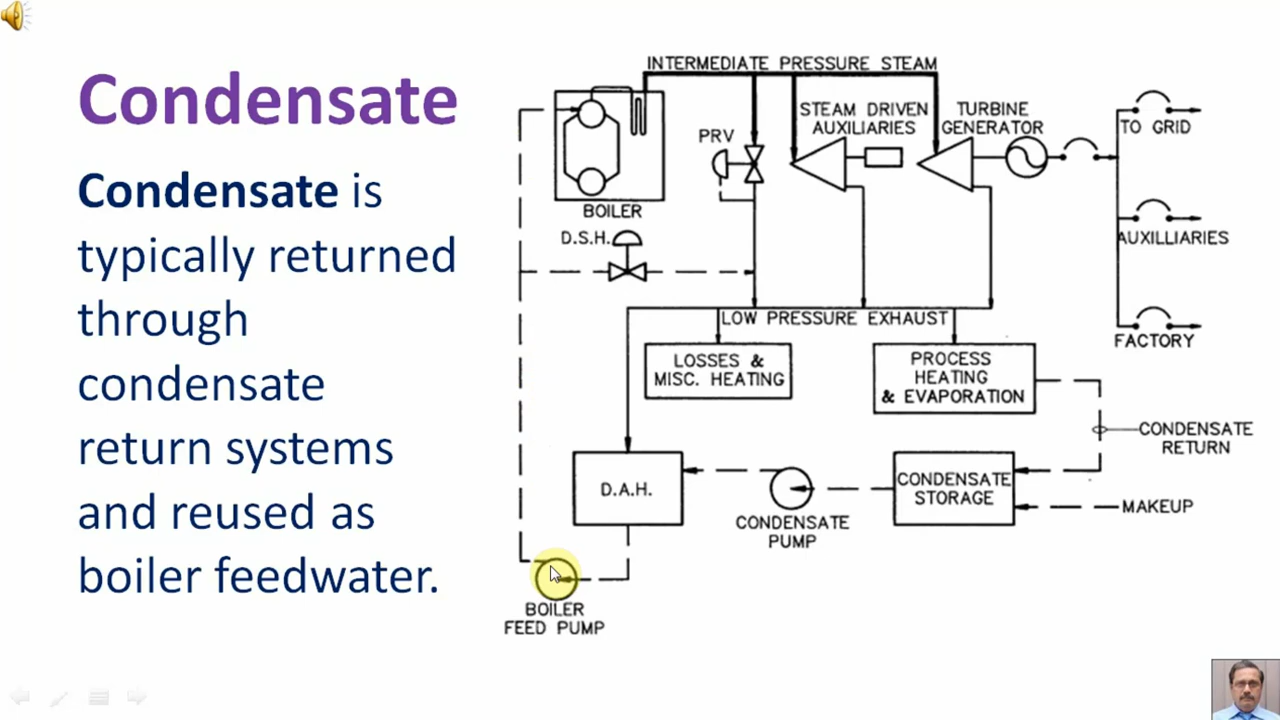 Condensate
Condensate is
typically returned
through
condensate
return systems
and reused as
boiler feedwater.
INTERMEDIATE PRESSURE STEAM
STEAM DRIVEN
AUXILIARIES
TURBINE
GENERATOR
PRV
TO GRID
BOILER
D.S.H.
AUXILLIARIES
LOW PRESSURE EXHAUST
FACTORY
LOSSES &
MISC. HEATING
PROCESS
HEATING
& EVAPORATION
CONDENSATE
RETURN
D.A.H.
CONDENSATE
STORAGE
MAKEUP
CONDENSATE
PUMP
BOILER
FEED PUMP